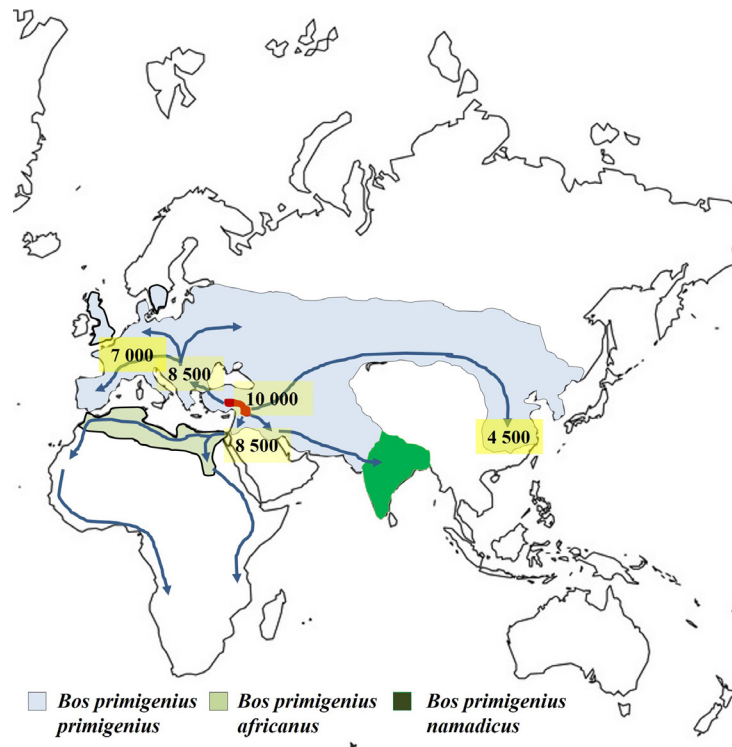 7 000
8 500
10 000
8 500
4 500
Bos primigenius
primigenius
Bos primigenius
africanus
Bos primigenius
namadicus